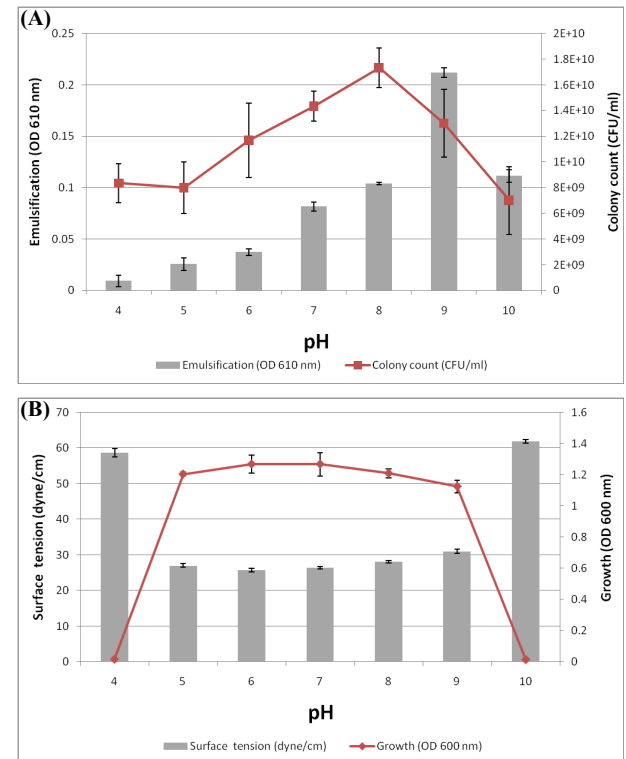 (A)
0.25
0.2
0.15
0.1
0.05
0
Emulsification (OD 610 nm)
2E+10
1.8E+10
1.6E+10
1.4E+10
1.2E+10
1E+10
8E+09
6E+09
4E+09
2E+09
0
Colony count (CFU/ml)
4 5 6 7 8 9 10
pH
Emulsification (OD 610 nm) Colony count (CFU/ml)
(B)
70
60
50
40
30
20
10
0
Surface tension (dyne/cm)
1.6
1.4
1.2
1
0.8
0.6
0.4
0.2
0
Growth (OD 600 nm)
4 5 6 7 8 9 10
pH
Surface tension (dyne/cm) Growth (OD 600 nm)